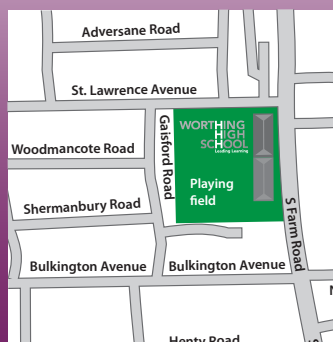 Adversane Road
St. Lawrence Avenue
WORTHING
HIGH
SCHOOL
Leading Learning
Gaisford Road
Woodmancote Road
Playing
field
Shermanbury Road
S Farm Road
Bulkington Avenue
Bulkington Avenue
Henty Road